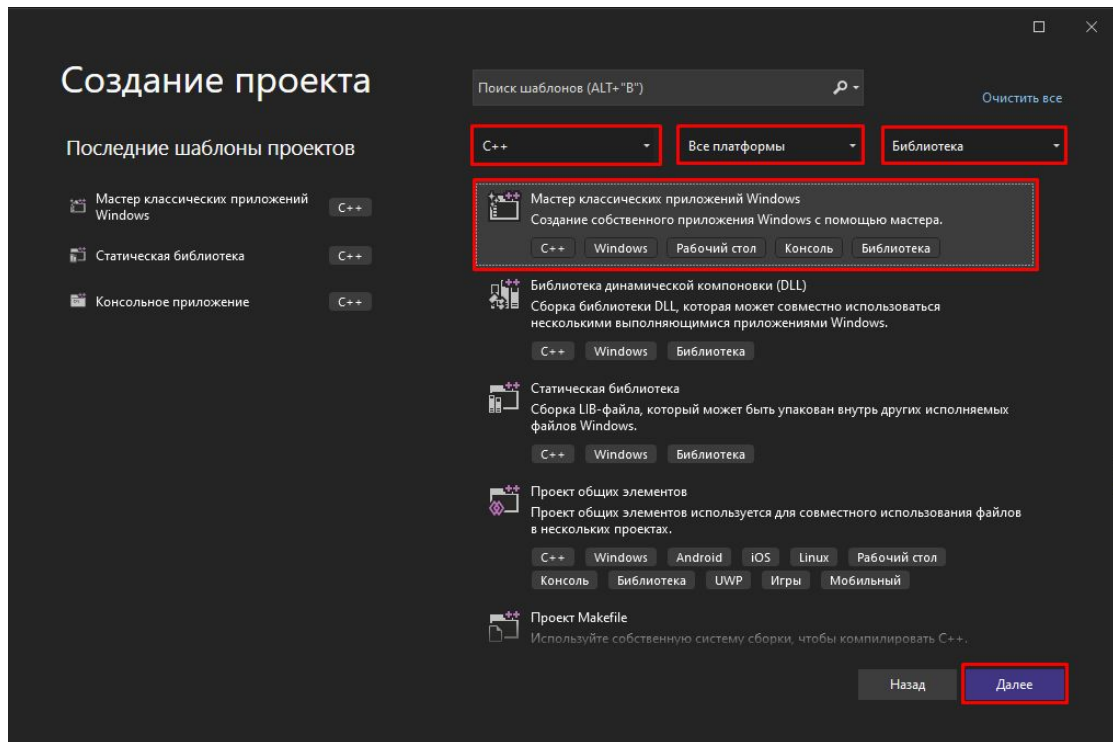 Создание проекта
Последние шаблоны проектов
Мастер классических приложений
Windows
C++
Статическая библиотека
C++
Консольное приложение
C++
Поиск шаблонов (ALT+"B")
Очистить все
C++
Все платформы
Библиотека
Мастер классических приложений Windows
Создание собственного приложения Windows с помощью мастера.
C++ Windows Рабочий стол Консоль Библиотека
Библиотека динамической компоновки (DLL)
Сборка библиотеки DLL, которая может совместно использоваться
несколькими выполняющимися приложениями Windows.
C++ Windows Библиотека
Статическая библиотека
Сборка LIB-файла, который может быть упакован внутрь других исполняемых
файлов Windows.
C++ Windows Библиотека
Проект общих элементов
Проект общих элементов используется для совместного использования файлов
в нескольких проектах.
C++ Windows Android iOS Linux Рабочий стол
Консоль Библиотека UWP Игры Мобильный
Проект Makefile
Используйте собственную систему сборки, чтобы компилировать C++.
Назад
Далее